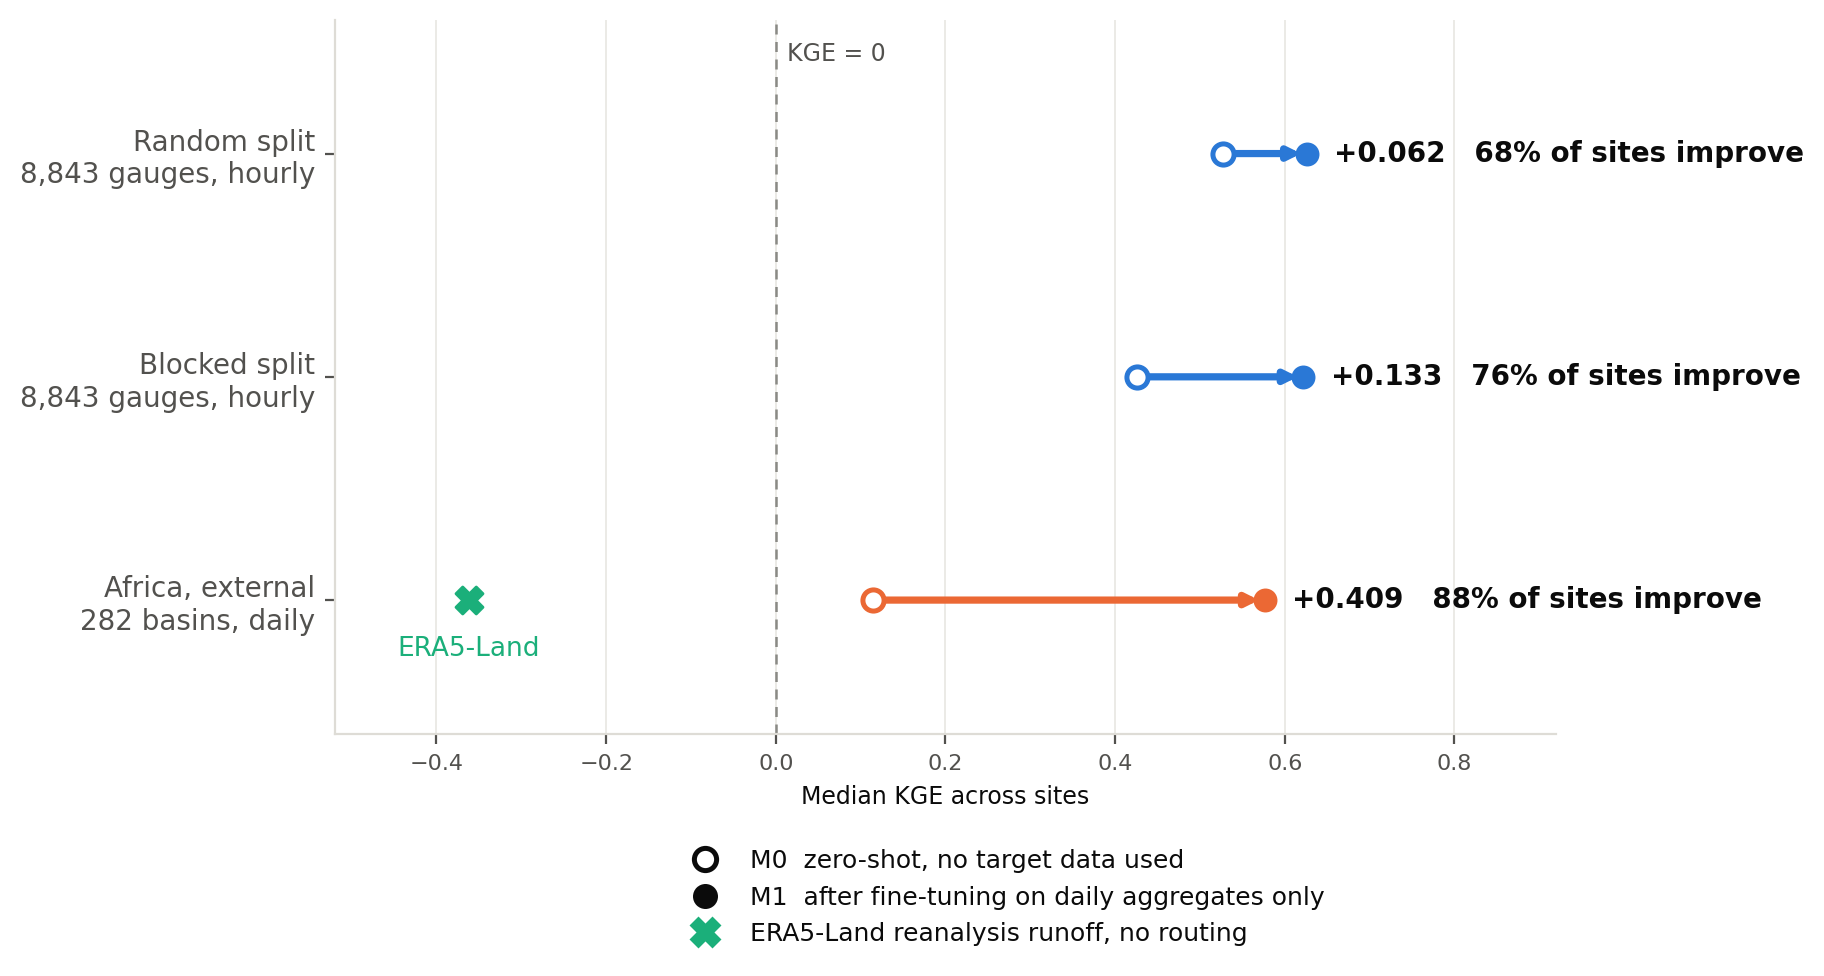 KGE = 0
Random split
8,843 gauges, hourly
+0.062 68% of sites improve
Blocked split
8,843 gauges, hourly
+0.133 76% of sites improve
Africa, external
282 basins, daily
+0.409 88% of sites improve
ERA5-Land
−0.4 −0.2 0.0 0.2 0.4 0.6 0.8
Median KGE across sites
M0 zero-shot, no target data used
M1 after fine-tuning on daily aggregates only
ERA5-Land reanalysis runoff, no routing